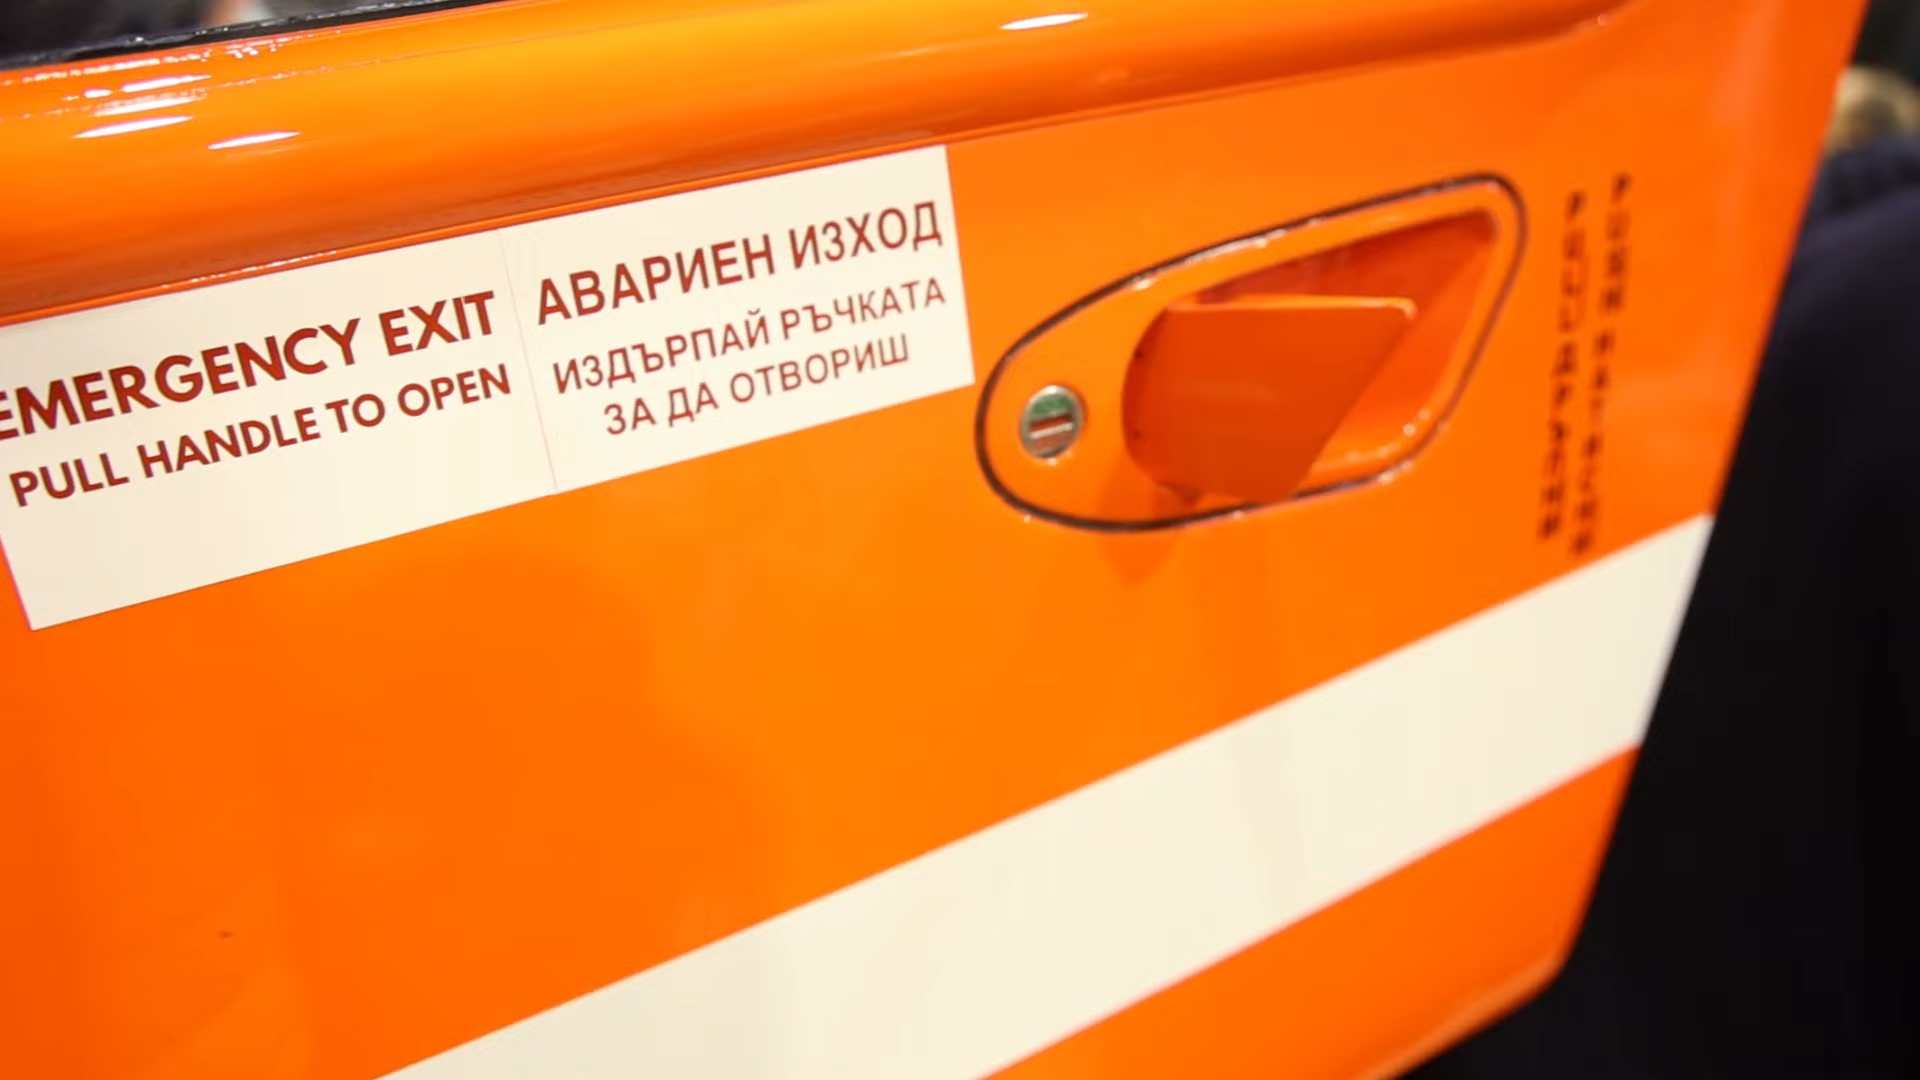 EMERGENCY EXIT
PULL HANDLE TO OPEN
АВАРИЕН ИЗХОД
ИЗДЪРПАЙ РЪЧКАТА
ЗА ДА ОТВОРИШ